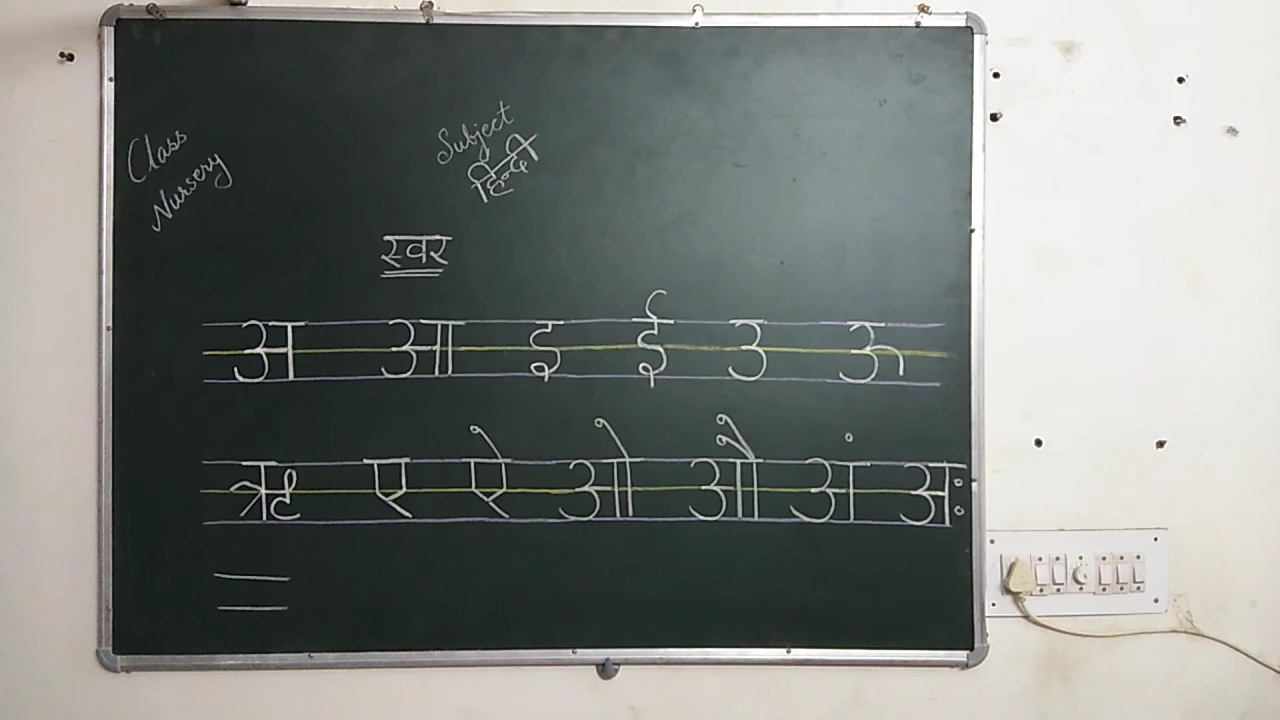 Class
Nursery
Subject
हिन्दी
स्वर
अ आ इ ई उ ऊ
ऋ ए ऐ ओ औ अं अः